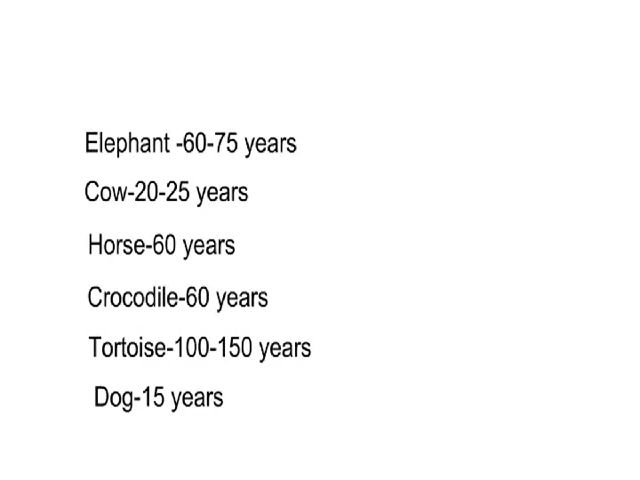 Elephant -60-75 years
Cow-20-25 years
Horse-60 years
Crocodile-60 years
Tortoise-100-150 years
Dog-15 years